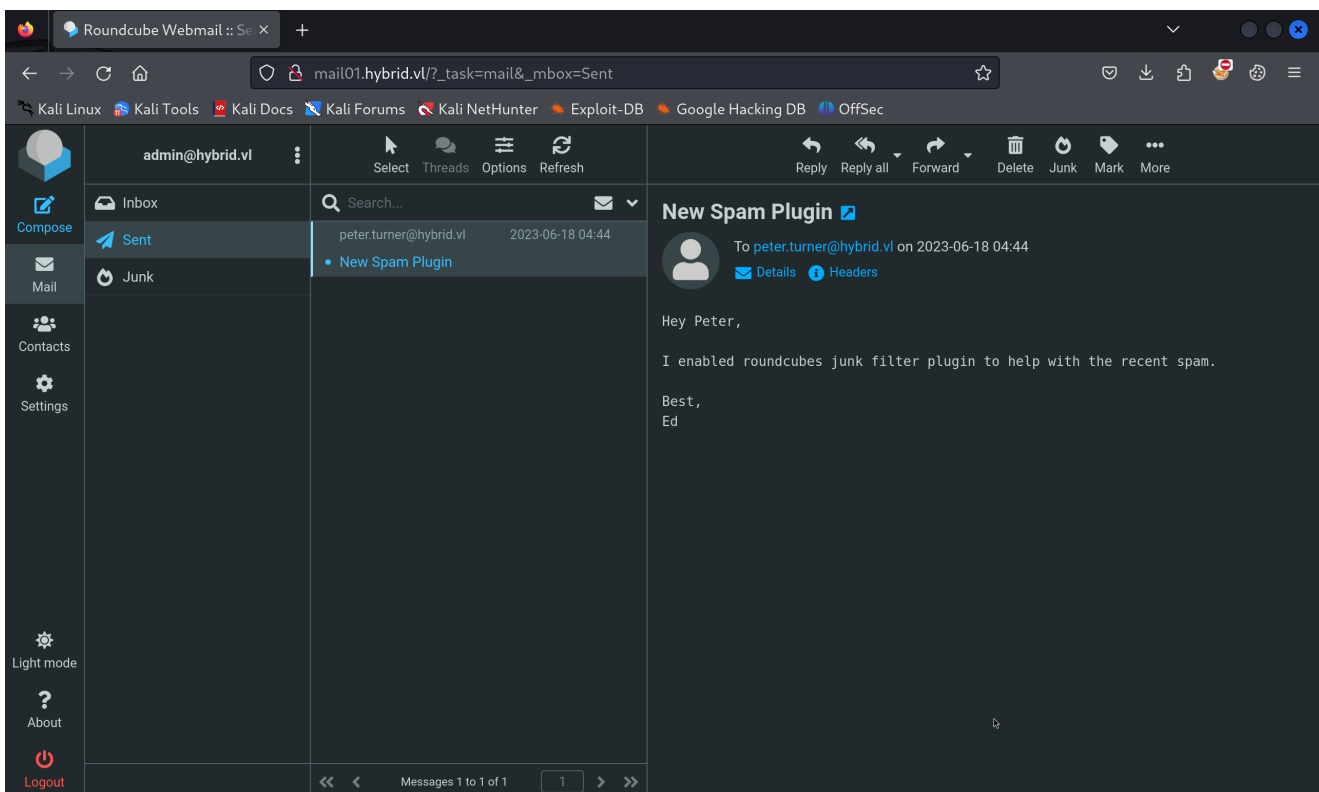 Roundcube Webmail :: Se
mail01.hybrid.vl/?_task=mail&_mbox=Sent
Kali Linux Kali Tools Kali Docs Kali Forums Kali NetHunter Exploit-DB Google Hacking DB OffSec
admin@hybrid.vl
Select Threads Options Refresh
Reply Reply all Forward Delete Junk Mark More
Compose
Mail
Contacts
Settings
Light mode
About
Logout
Inbox
Sent
Junk
Search...
peter.turner@hybrid.vl 2023-06-18 04:44
New Spam Plugin
Messages 1 to 1 of 1 1
New Spam Plugin
To peter.turner@hybrid.vl on 2023-06-18 04:44
Details Headers
Hey Peter,
I enabled roundcubes junk filter plugin to help with the recent spam.
Best,
Ed